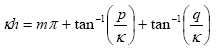 κh = mπ + tan⁻¹(p/κ) + tan⁻¹(q/κ)